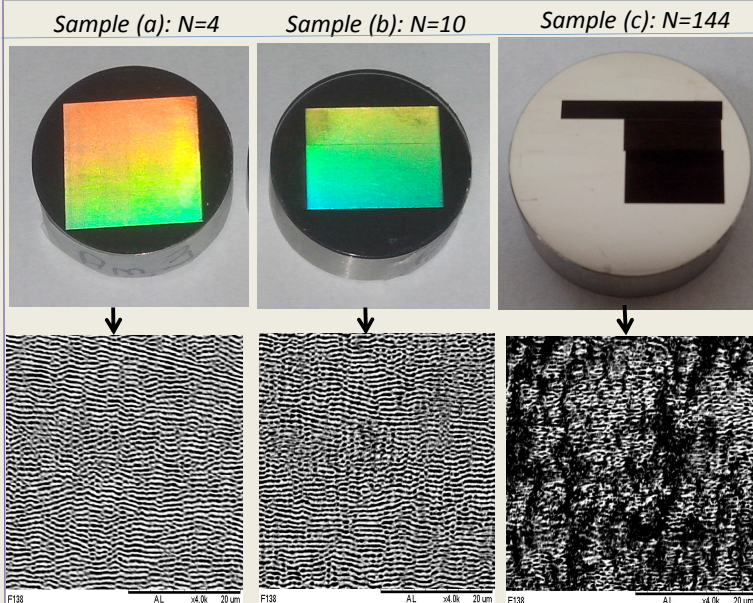 Sample (a): N=4
Sample (b): N=10
Sample (c): N=144
F138 AL x4.0k 20 um
F138 AL x4.0k 20 um
F138 AL x4.0k 20 um